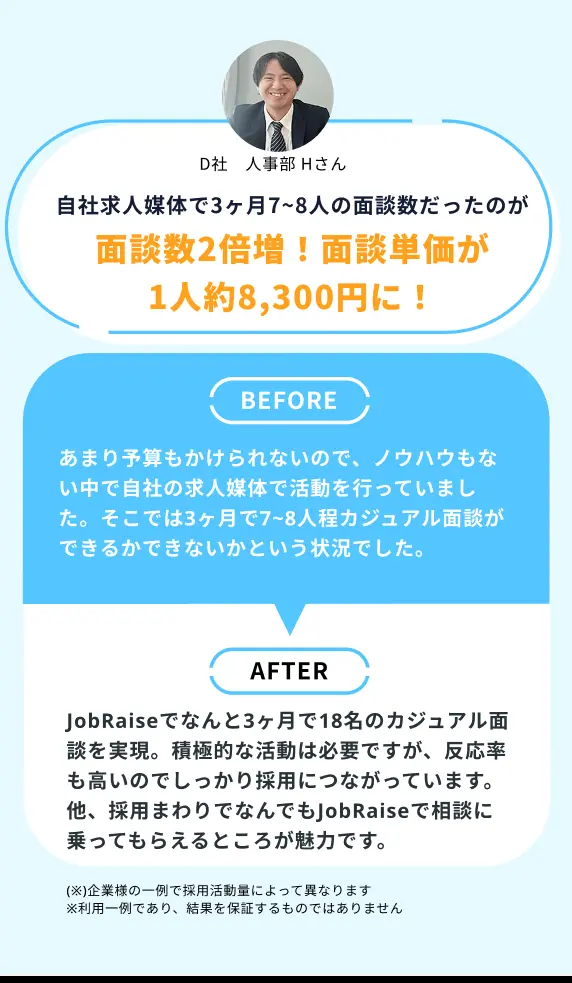 D社　人事部 Hさん
自社求人媒体で3ヶ月7~8人の面談数だったのが
面談数2倍増！面談単価が
1人約8,300円に！
BEFORE
あまり予算もかけられないので、ノウハウもな
い中で自社の求人媒体で活動を行っていまし
た。そこでは3ヶ月で7~8人程カジュアル面談が
できるかできないかという状況でした。
AFTER
JobRaiseでなんと3ヶ月で18名のカジュアル面
談を実現。積極的な活動は必要ですが、反応率
も高いのでしっかり採用につながっています。
他、採用まわりでなんでもJobRaiseで相談に
乗ってもらえるところが魅力です。
(※)企業様の一例で採用活動量によって異なります
※利用一例であり、結果を保証するものではありません